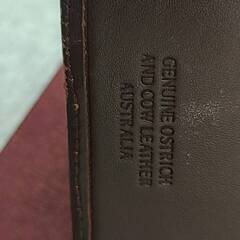 GENUINE OSTRICH
AND COW LEATHER
AUSTRALIA